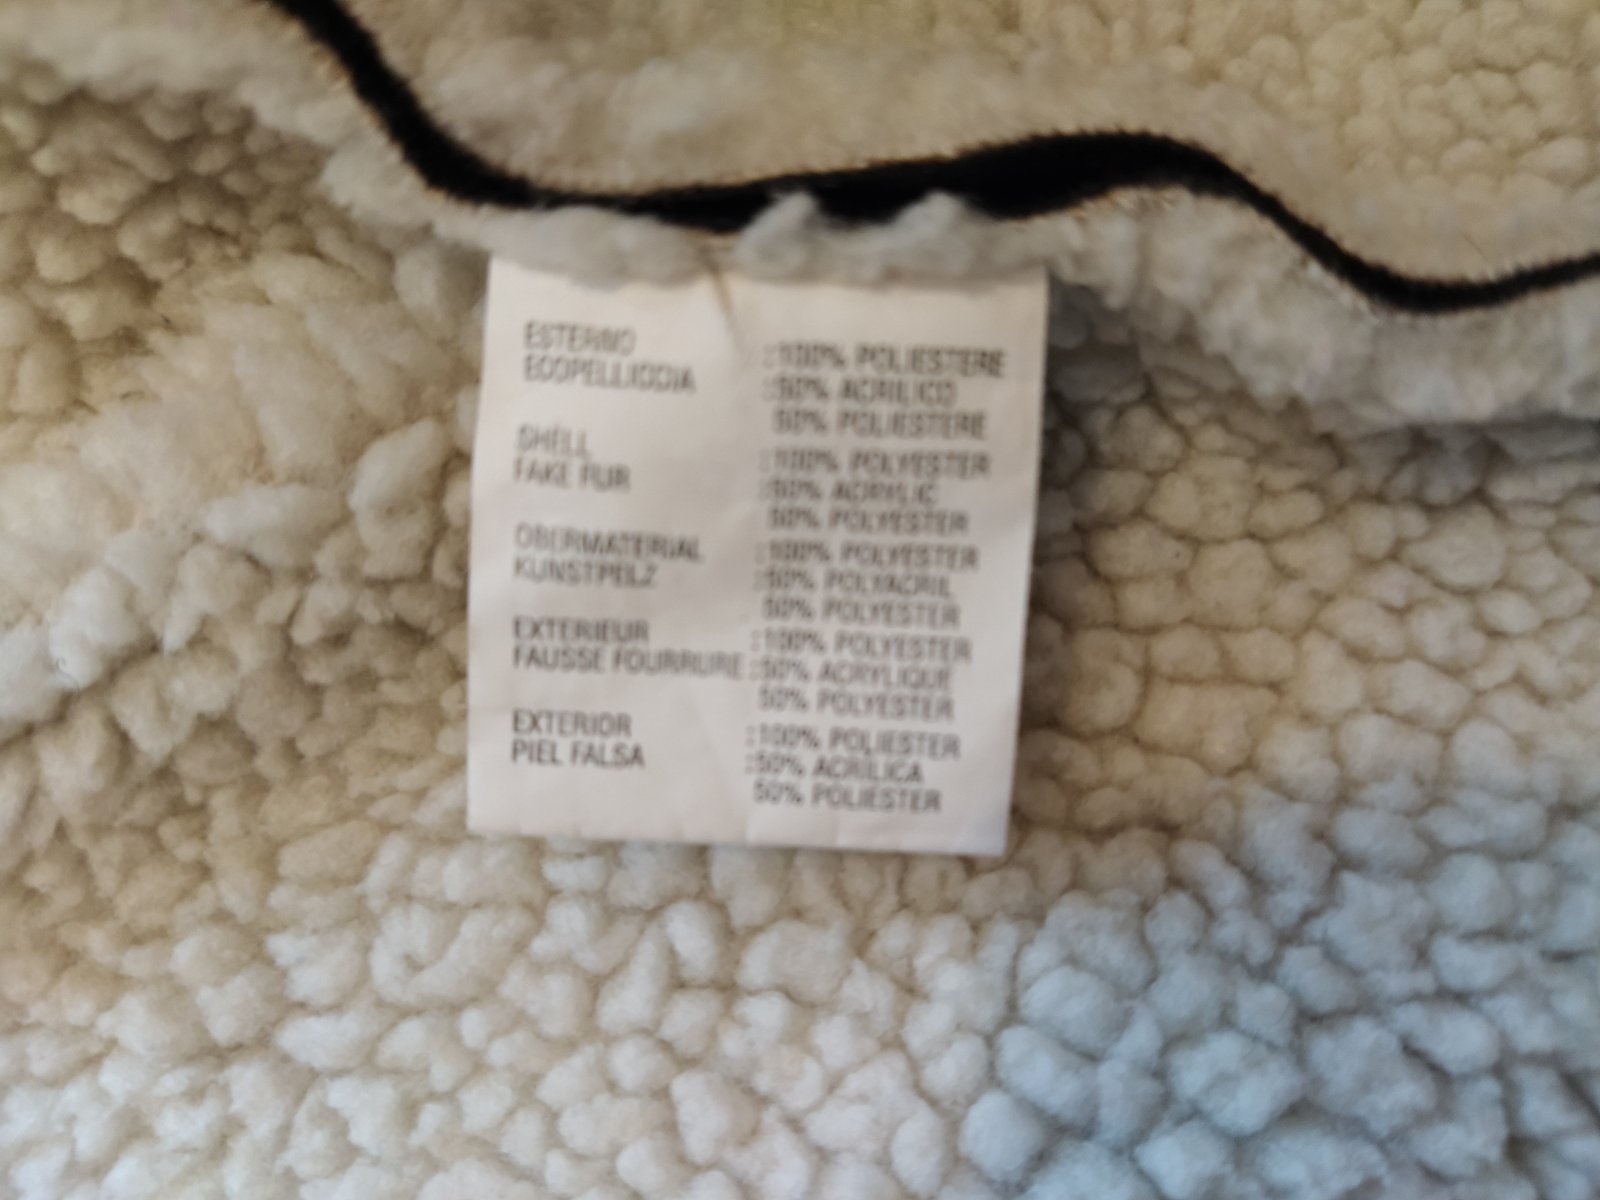 ESTERNO :100% POLIESTERE
ECOPELLICCIA :50% ACRILICO
50% POLIESTERE
SHELL :100% POLYESTER
FAKE FUR :50% ACRYLIC
50% POLYESTER
OBERMATERIAL :100% POLYESTER
KUNSTPELZ :50% POLYACRIL
50% POLYESTER
EXTERIEUR :100% POLYESTER
FAUSSE FOURRURE :50% ACRYLIQUE
50% POLYESTER
EXTERIOR :100% POLIESTER
PIEL FALSA :50% ACRILICA
50% POLIESTER